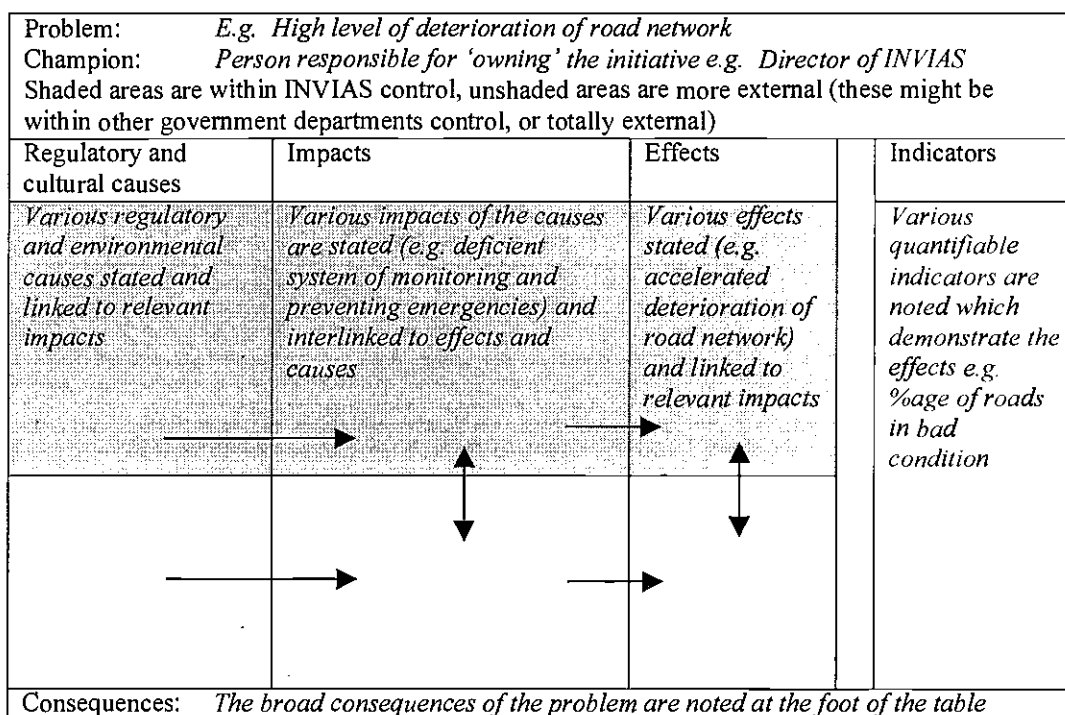 Problem: E.g. High level of deterioration of road network
Champion: Person responsible for 'owning' the initiative e.g. Director of INVIAS
Shaded areas are within INVIAS control, unshaded areas are more external (these might be
within other government departments control, or totally external)
Regulatory and
cultural causes
Impacts
Effects
Indicators
Various regulatory
and environmental
causes stated and
linked to relevant
impacts
Various impacts of the causes
are stated (e.g. deficient
system of monitoring and
preventing emergencies) and
interlinked to effects and
causes
Various effects
stated (e.g.
accelerated
deterioration of
road network)
and linked to
relevant impacts
Various
quantifiable
indicators are
noted which
demonstrate the
effects e.g.
%age of roads
in bad
condition
Consequences: The broad consequences of the problem are noted at the foot of the table